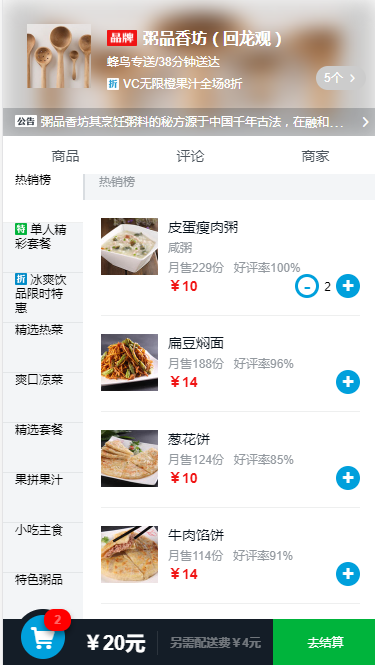 品牌 粥品香坊（回龙观）
蜂鸟专送/38分钟送达
折 VC无限橙果汁全场8折
5个 >
公告 粥品香坊其烹饪粥料的秘方源于中国千年古法，在融和... >
商品 评论 商家
热销榜
特 单人精
彩套餐
折 冰爽饮
品限时特
惠
精选热菜
爽口凉菜
精选套餐
果拼果汁
小吃主食
特色粥品
热销榜
皮蛋瘦肉粥
咸粥
月售229份 好评率100%
￥10
- 2 +
扁豆焖面
月售188份 好评率96%
￥14 +
葱花饼
月售124份 好评率85%
￥10 +
牛肉馅饼
月售114份 好评率91%
￥14 +
2
￥20元 另需配送费￥4元 去结算